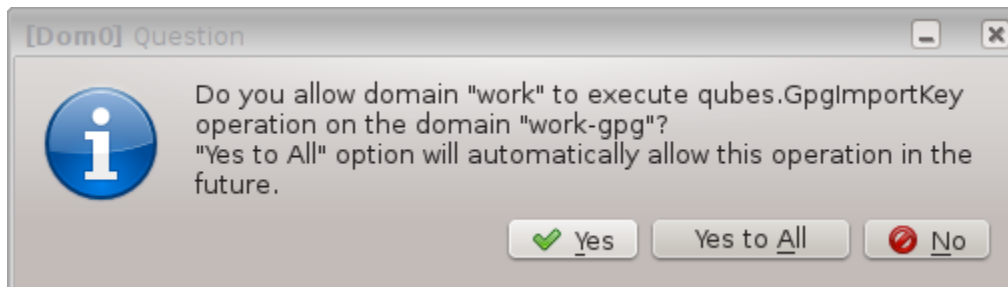 [Dom0] Question
Do you allow domain "work" to execute qubes.GpgImportKey
operation on the domain "work-gpg"?
"Yes to All" option will automatically allow this operation in the
future.
Yes Yes to All No